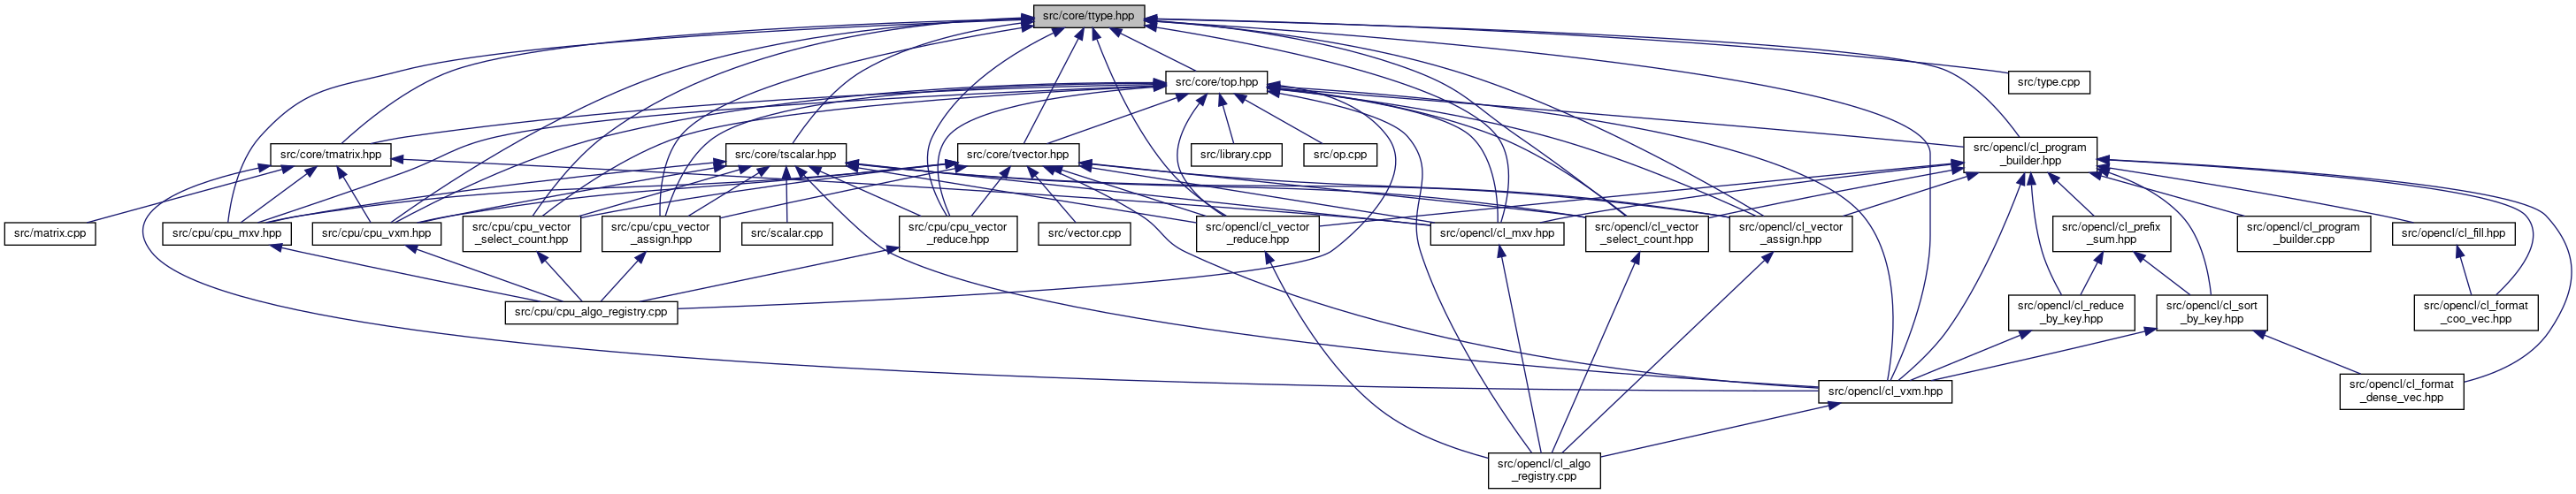 src/core/ttype.hpp
src/core/top.hpp
src/type.cpp
src/core/tmatrix.hpp
src/core/tscalar.hpp
src/core/tvector.hpp
src/library.cpp
src/op.cpp
src/opencl/cl_program
_builder.hpp
src/matrix.cpp
src/cpu/cpu_mxv.hpp
src/cpu/cpu_vxm.hpp
src/cpu/cpu_vector
_select_count.hpp
src/cpu/cpu_vector
_assign.hpp
src/scalar.cpp
src/cpu/cpu_vector
_reduce.hpp
src/vector.cpp
src/opencl/cl_vector
_reduce.hpp
src/opencl/cl_mxv.hpp
src/opencl/cl_vector
_select_count.hpp
src/opencl/cl_vector
_assign.hpp
src/opencl/cl_prefix
_sum.hpp
src/opencl/cl_program
_builder.cpp
src/opencl/cl_fill.hpp
src/cpu/cpu_algo_registry.cpp
src/opencl/cl_reduce
_by_key.hpp
src/opencl/cl_sort
_by_key.hpp
src/opencl/cl_format
_coo_vec.hpp
src/opencl/cl_vxm.hpp
src/opencl/cl_format
_dense_vec.hpp
src/opencl/cl_algo
_registry.cpp